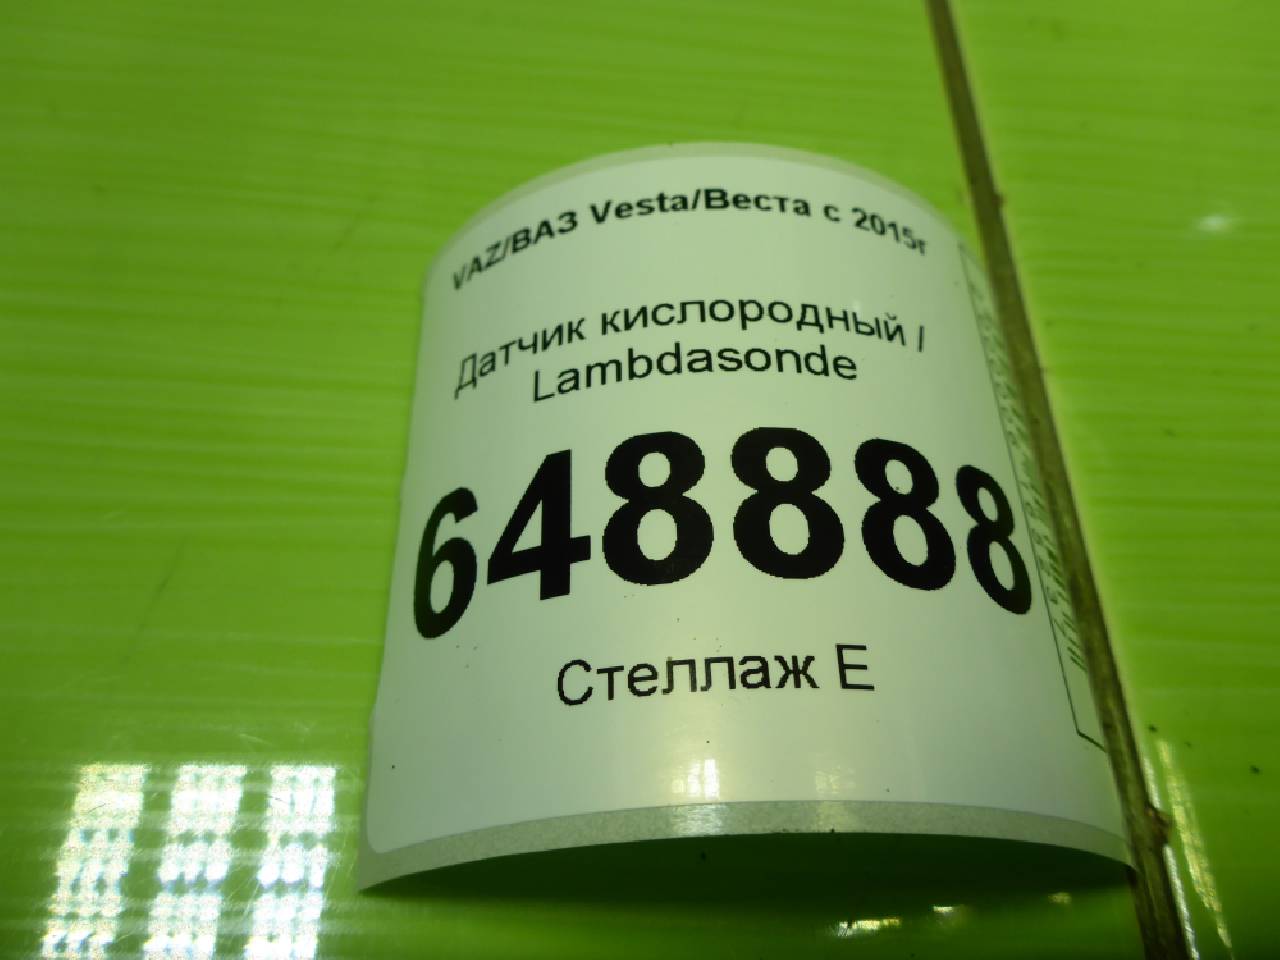 VAZ/ВАЗ Vesta/Веста с 2015г
Датчик кислородный /
Lambdasonde
648888
Стеллаж Е